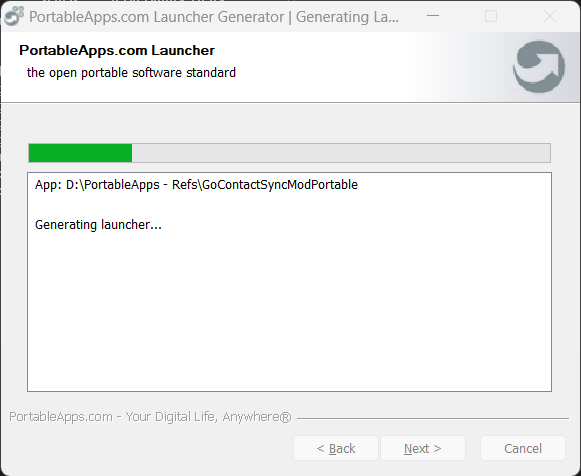 PortableApps.com Launcher Generator | Generating La...
PortableApps.com Launcher
the open portable software standard
App: D:\PortableApps - Refs\GoContactSyncModPortable
Generating launcher...
PortableApps.com - Your Digital Life, Anywhere®
< Back
Next >
Cancel